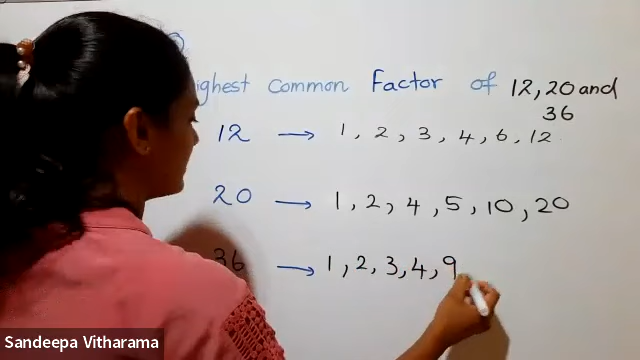 ighest Common Factor of 12, 20 and
36
12 → 1, 2, 3, 4, 6, 12
20 → 1, 2, 4, 5, 10, 20
36 → 1, 2, 3, 4, 9
Sandeepa Vitharama